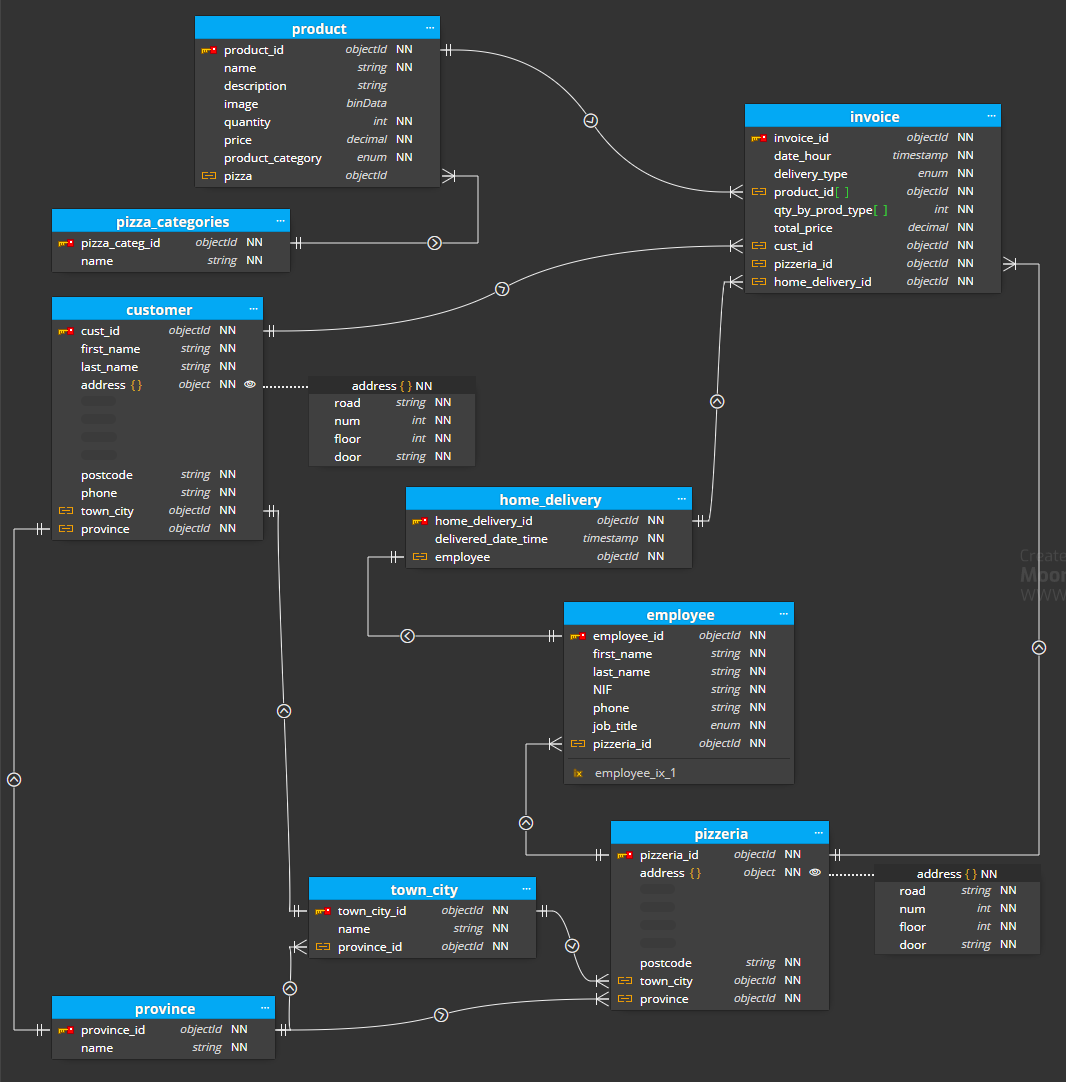 product ...
product_id objectId NN
name string NN
description string
image binData
quantity int NN
price decimal NN
product_category enum NN
pizza objectId
invoice ...
invoice_id objectId NN
date_hour timestamp NN
delivery_type enum NN
product_id[ ] objectId NN
qty_by_prod_type[ ] int NN
total_price decimal NN
cust_id objectId NN
pizzeria_id objectId NN
home_delivery_id objectId NN
pizza_categories ...
pizza_categ_id objectId NN
name string NN
customer ...
cust_id objectId NN
first_name string NN
last_name string NN
address { } object NN
postcode string NN
phone string NN
town_city objectId NN
province objectId NN
address { } NN
road string NN
num int NN
floor int NN
door string NN
home_delivery ...
home_delivery_id objectId NN
delivered_date_time timestamp NN
employee objectId NN
Create
Moon
WWW
employee ...
employee_id objectId NN
first_name string NN
last_name string NN
NIF string NN
phone string NN
job_title enum NN
pizzeria_id objectId NN
employee_ix_1
pizzeria ...
pizzeria_id objectId NN
address { } object NN
postcode string NN
town_city objectId NN
province objectId NN
address { } NN
road string NN
num int NN
floor int NN
door string NN
town_city ...
town_city_id objectId NN
name string NN
province_id objectId NN
province ...
province_id objectId NN
name string NN